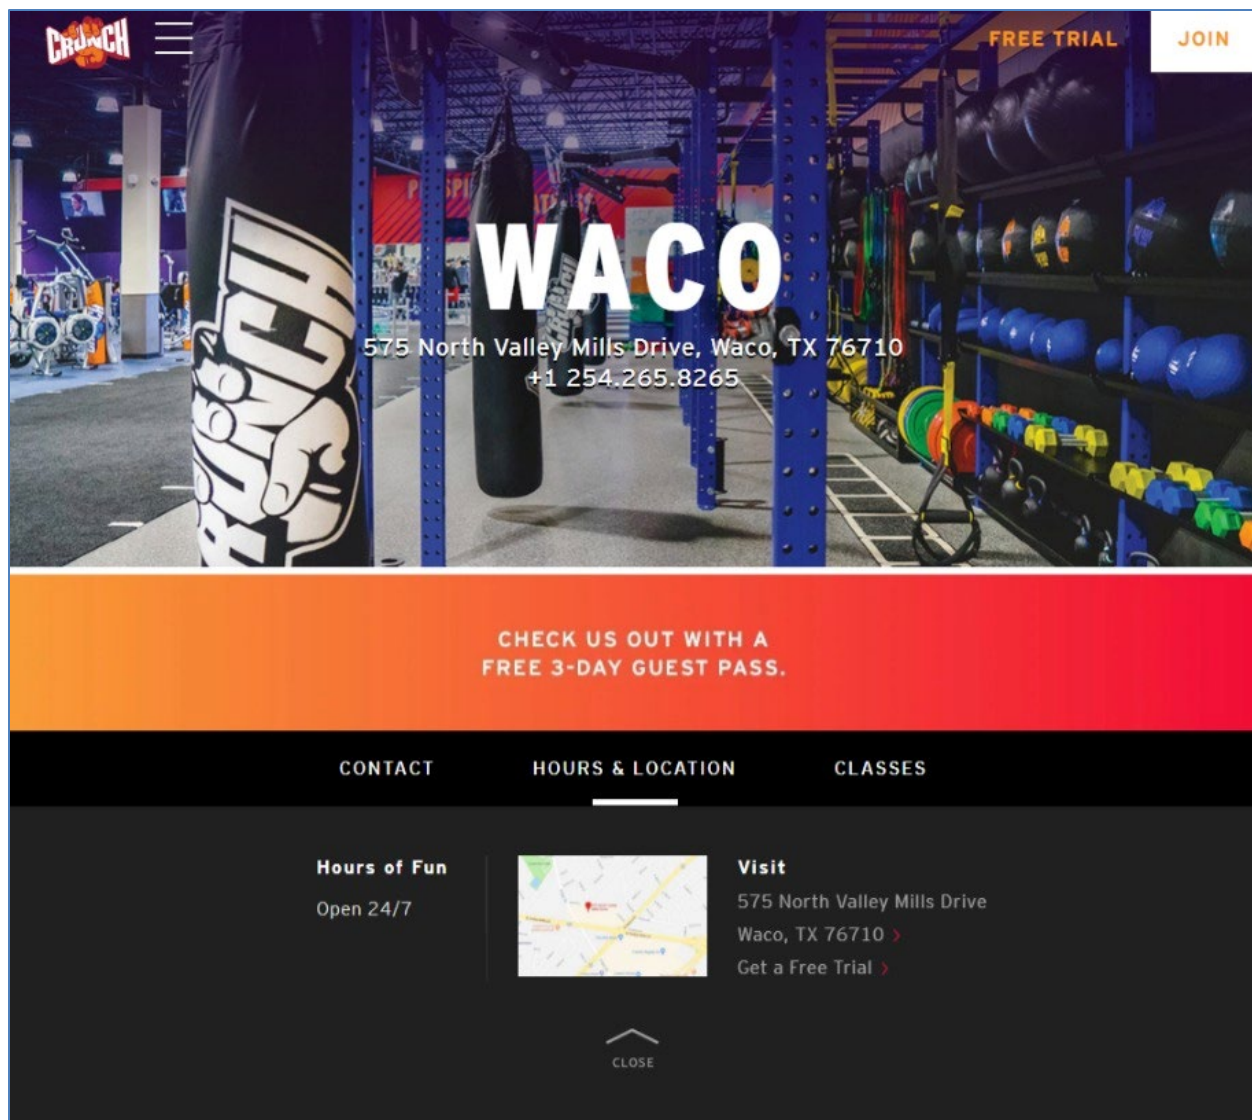 CRUNCH
FREE TRIAL
JOIN
CRUNCH
WACO
575 North Valley Mills Drive, Waco, TX 76710
+1 254.265.8265
CHECK US OUT WITH A
FREE 3-DAY GUEST PASS.
CONTACT
HOURS & LOCATION
CLASSES
Hours of Fun
Open 24/7
Visit
575 North Valley Mills Drive
Waco, TX 76710 >
Get a Free Trial >
CLOSE